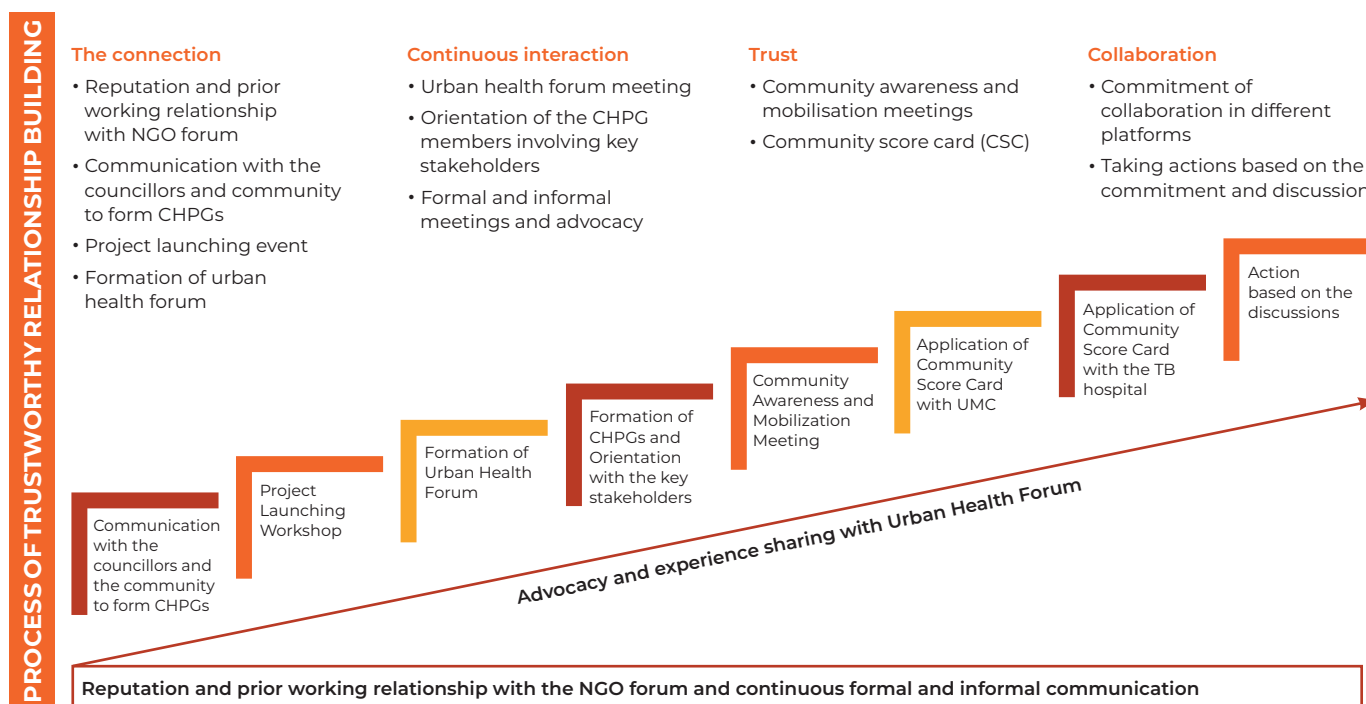 PROCESS OF TRUSTWORTHY RELATIONSHIP BUILDING
The connection
• Reputation and prior
working relationship
with NGO forum
• Communication with the
councillors and community
to form CHPGs
• Project launching event
• Formation of urban
health forum
Continuous interaction
• Urban health forum meeting
• Orientation of the CHPG
members involving key
stakeholders
• Formal and informal
meetings and advocacy
Trust
• Community awareness and
mobilisation meetings
• Community score card (CSC)
Collaboration
• Commitment of
collaboration in different
platforms
• Taking actions based on the
commitment and discussion
Communication
with the
councillors and
the community
to form CHPGs
Project
Launching
Workshop
Formation of
Urban Health
Forum
Formation of
CHPGs and
Orientation
with the key
stakeholders
Community
Awareness and
Mobilization
Meeting
Application of
Community
Score Card
with UMC
Application of
Community
Score Card
with the TB
hospital
Action
based on the
discussions
Advocacy and experience sharing with Urban Health Forum
Reputation and prior working relationship with the NGO forum and continuous formal and informal communication